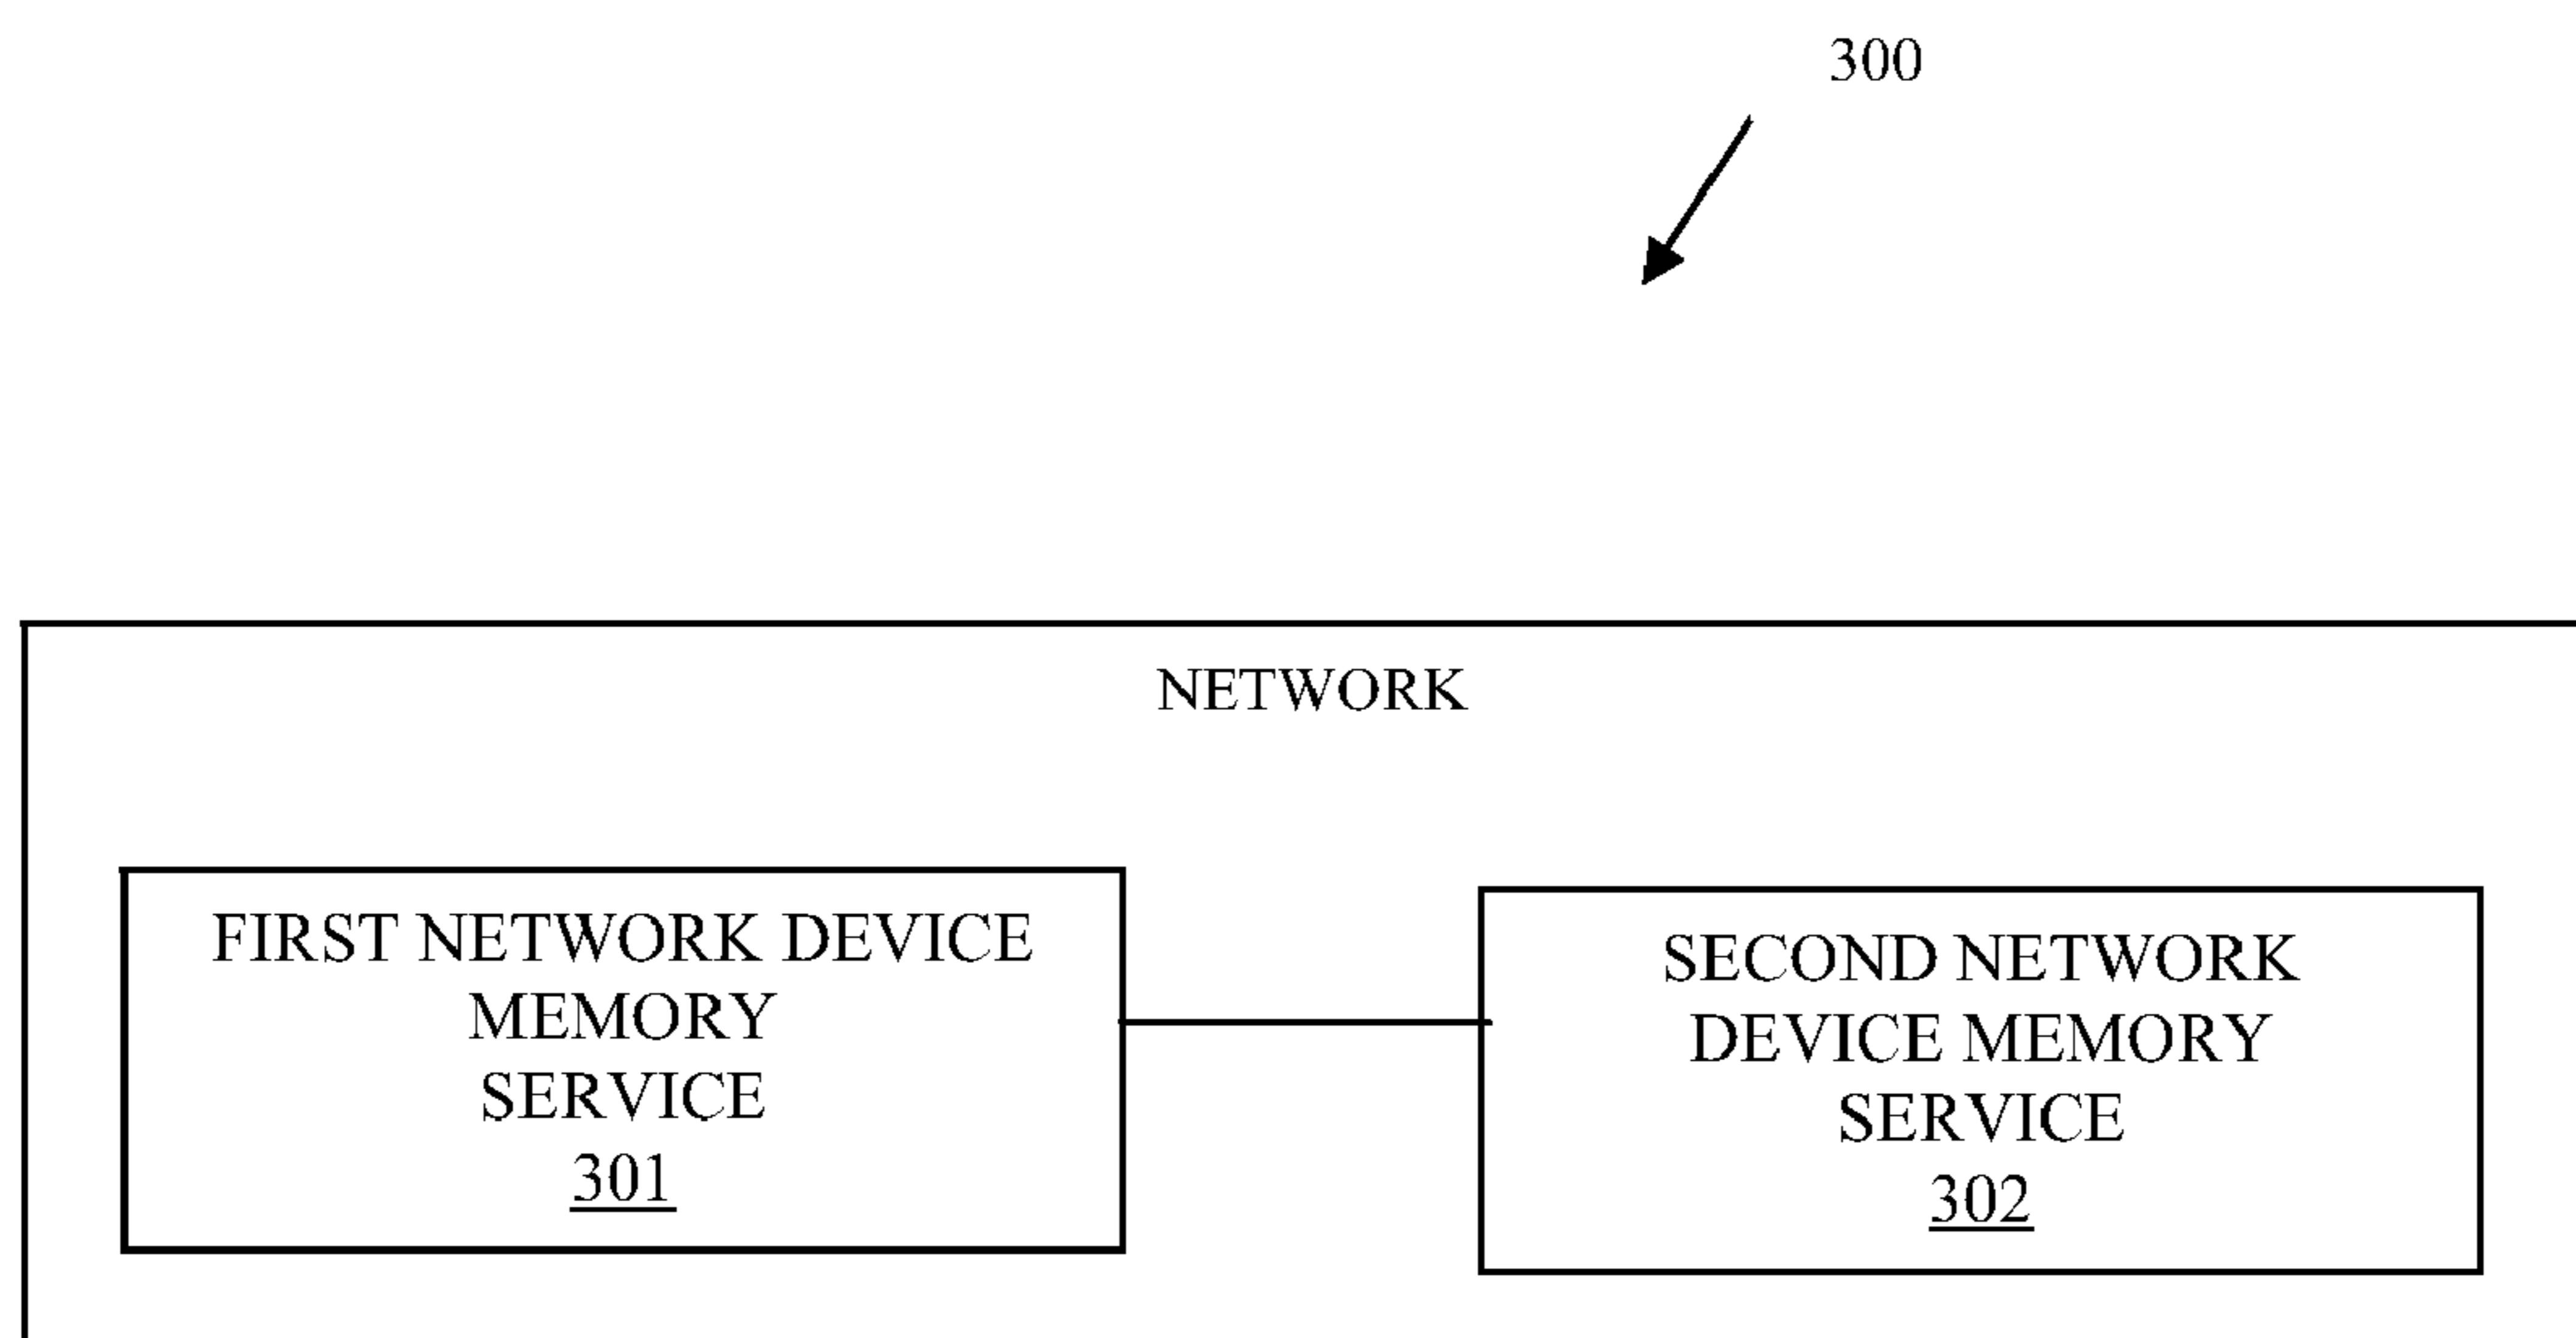 300
NETWORK
FIRST NETWORK DEVICE
MEMORY
SERVICE
301
SECOND NETWORK
DEVICE MEMORY
SERVICE
302